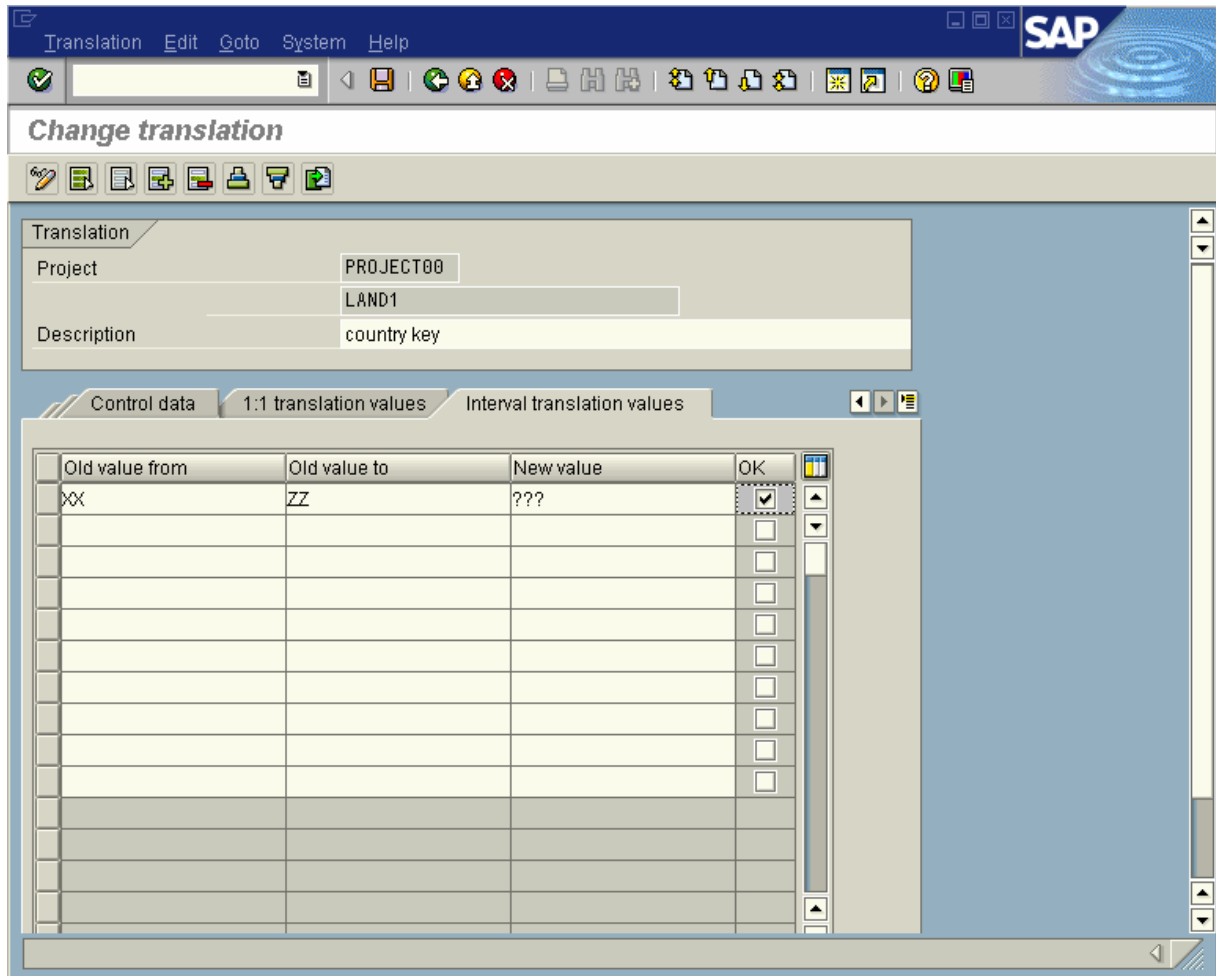 Translation Edit Goto System Help
SAP
Change translation
Translation
Project PROJECT00
LAND1
Description country key
Control data 1:1 translation values Interval translation values
Old value from Old value to New value OK
XX ZZ ???